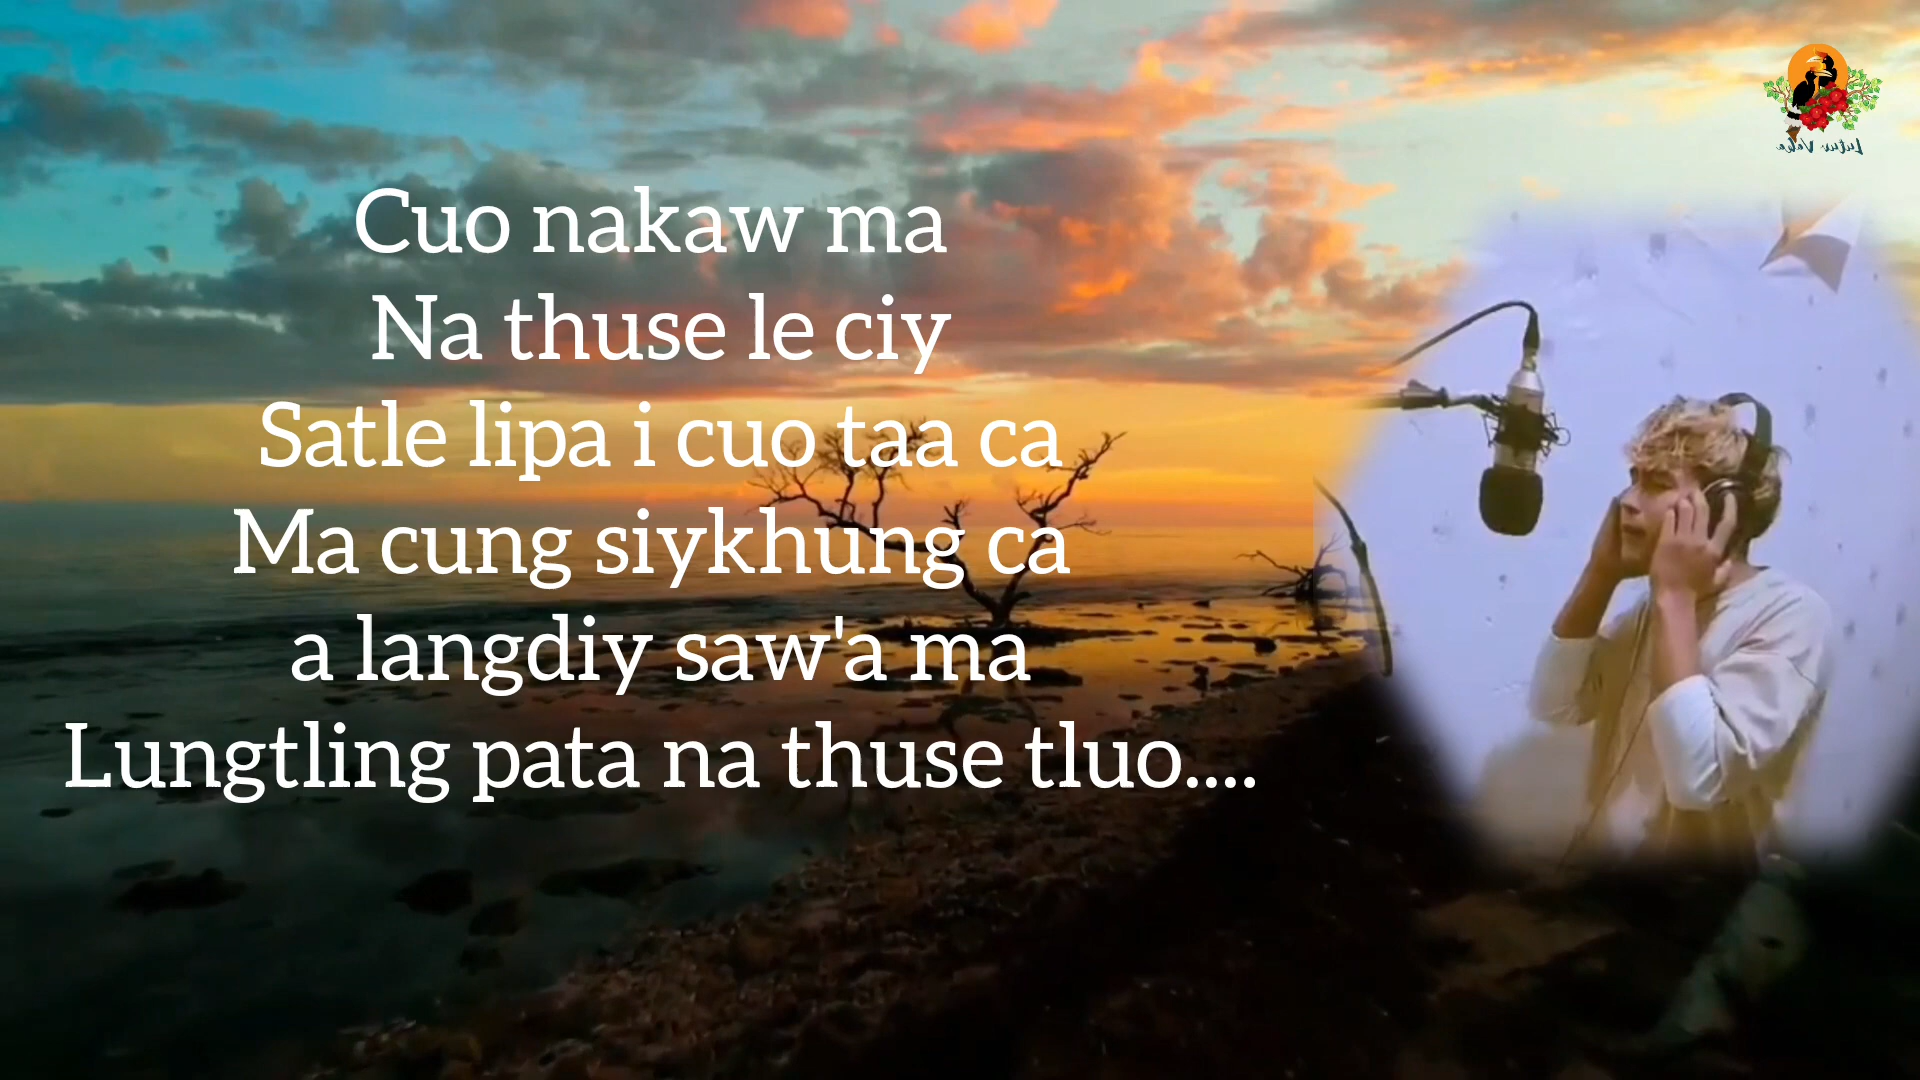 Cuo nakaw ma
Na thuse le ciy
Satle lipa i cuo taa ca
Ma cung siykhung ca
a langdiy saw'a ma
Lungtling pata na thuse tluo....